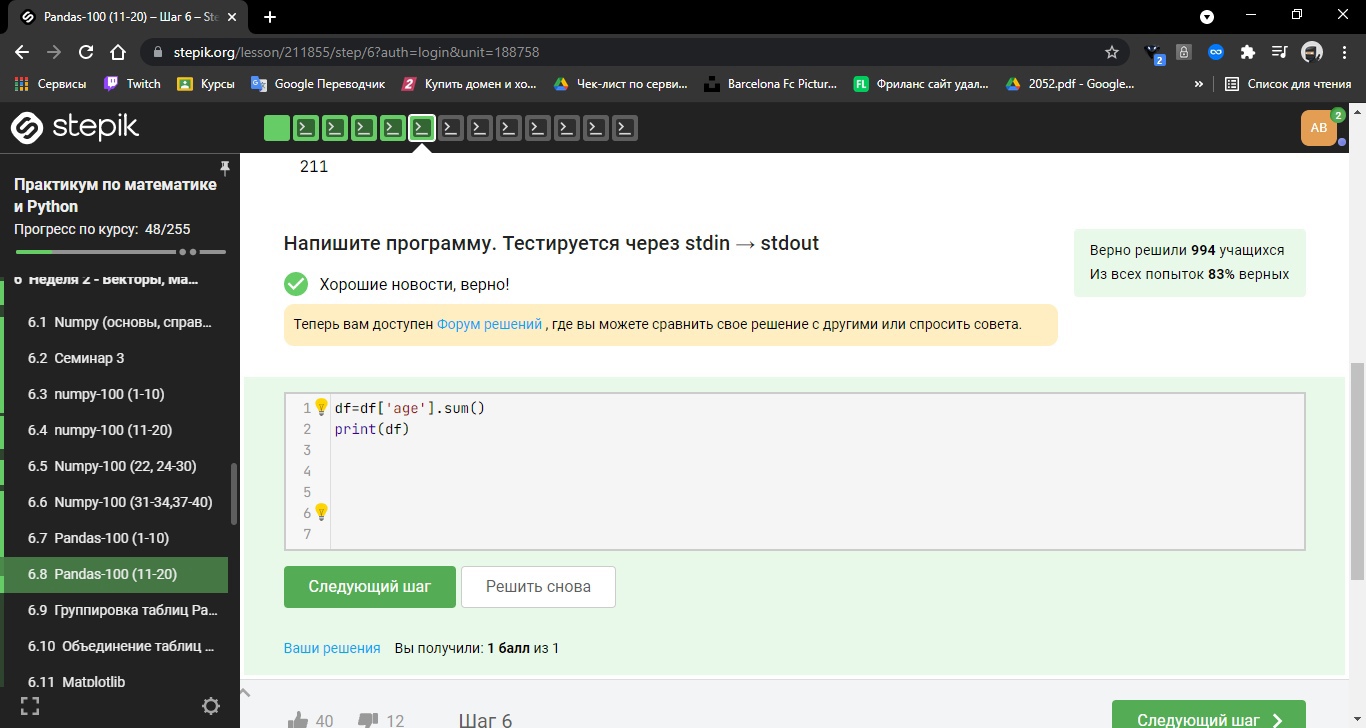 Pandas-100 (11-20) – Шаг 6 – Ste
stepik.org/lesson/211855/step/6?auth=login&unit=188758
2
Сервисы Twitch Курсы Google Переводчик Купить домен и хо... Чек-лист по серви... Barcelona Fc Pictur... FL Фриланс сайт удал... 2052.pdf - Google... » Список для чтения
stepik
AB 2
Практикум по математике
и Python
Прогресс по курсу: 48/255
6 Неделя 2 - Векторы, Ма...
6.1 Numpy (основы, справ...
6.2 Семинар 3
6.3 numpy-100 (1-10)
6.4 numpy-100 (11-20)
6.5 Numpy-100 (22, 24-30)
6.6 Numpy-100 (31-34,37-40)
6.7 Pandas-100 (1-10)
6.8 Pandas-100 (11-20)
6.9 Группировка таблиц Pa...
6.10 Объединение таблиц ...
6.11 Matplotlib
211
Напишите программу. Тестируется через stdin → stdout
Хорошие новости, верно!
Теперь вам доступен Форум решений , где вы можете сравнить свое решение с другими или спросить совета.
Верно решили 994 учащихся
Из всех попыток 83% верных
1 df=df['age'].sum()
2 print(df)
3
4
5
6
7
Следующий шаг Решить снова
Ваши решения Вы получили: 1 балл из 1
40 12 Шаг 6 Следующий шаг